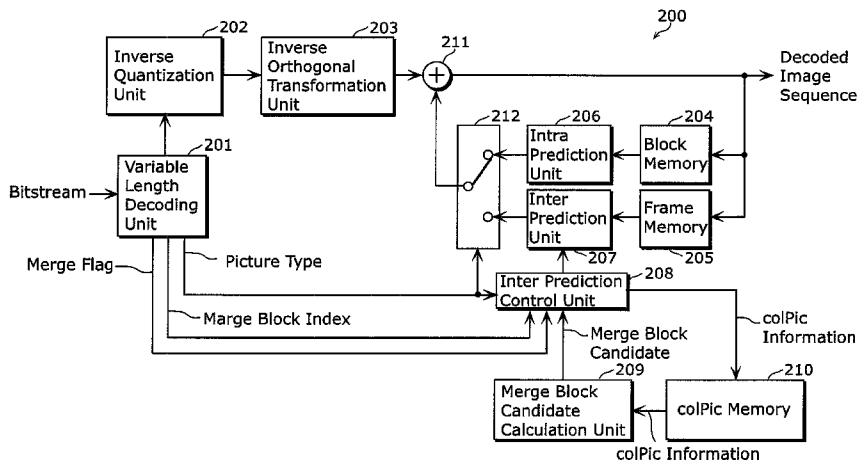 200
202
Inverse
Quantization
Unit
203
Inverse
Orthogonal
Transformation
Unit
211
+
Decoded
Image
Sequence
201
Variable
Length
Decoding
Unit
Bitstream
212
206
Intra
Prediction
Unit
204
Block
Memory
Inter
Prediction
Unit
207
Frame
Memory
205
Merge Flag
Picture Type
Marge Block Index
208
Inter Prediction
Control Unit
colPic
Information
Merge Block
Candidate
209
Merge Block
Candidate
Calculation Unit
210
colPic Memory
colPic Information